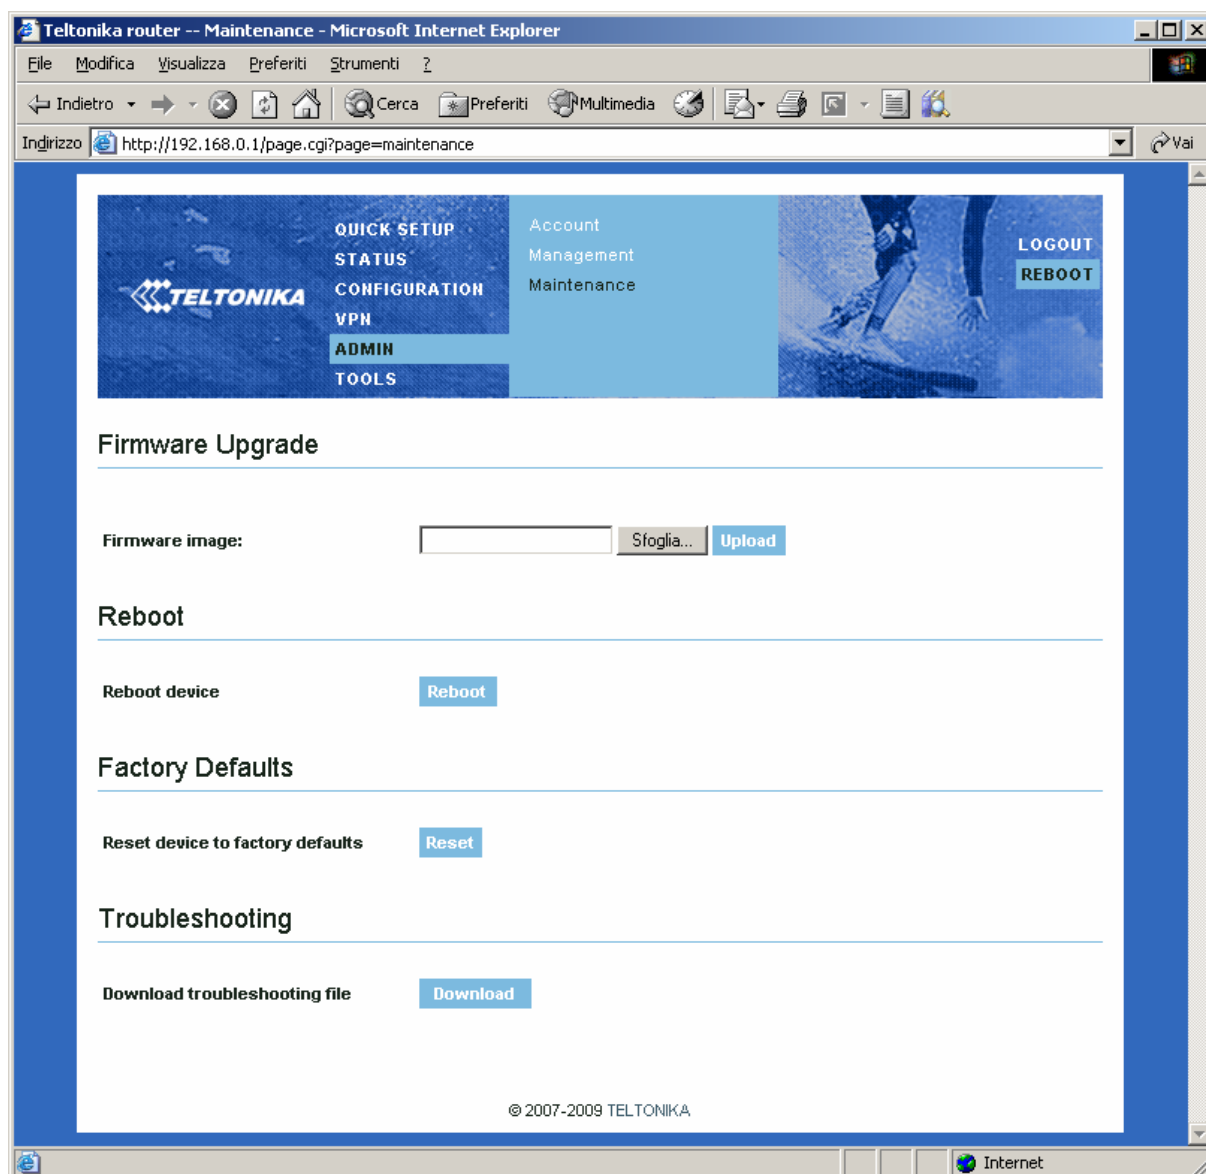 Teltonika router -- Maintenance - Microsoft Internet Explorer
File Modifica Visualizza Preferiti Strumenti ?
Indietro Cerca Preferiti Multimedia
Indirizzo http://192.168.0.1/page.cgi?page=maintenance Vai
TELTONIKA
QUICK SETUP
STATUS
CONFIGURATION
VPN
ADMIN
TOOLS
Account
Management
Maintenance
LOGOUT
REBOOT
Firmware Upgrade
Firmware image: Sfoglia... Upload
Reboot
Reboot device Reboot
Factory Defaults
Reset device to factory defaults Reset
Troubleshooting
Download troubleshooting file Download
© 2007-2009 TELTONIKA
Internet